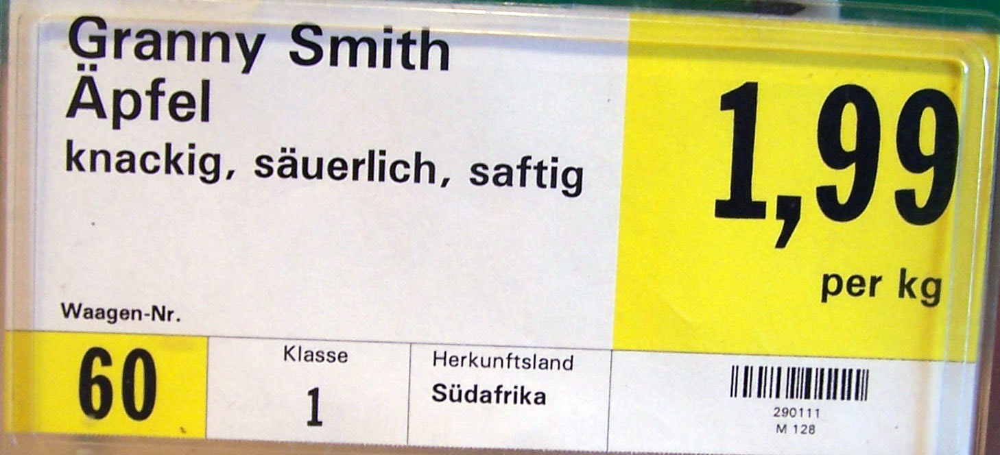 Granny Smith
Äpfel
knackig, säuerlich, saftig
1,99
per kg
Waagen-Nr.
60
Klasse
1
Herkunftsland
Südafrika
290111
M 128